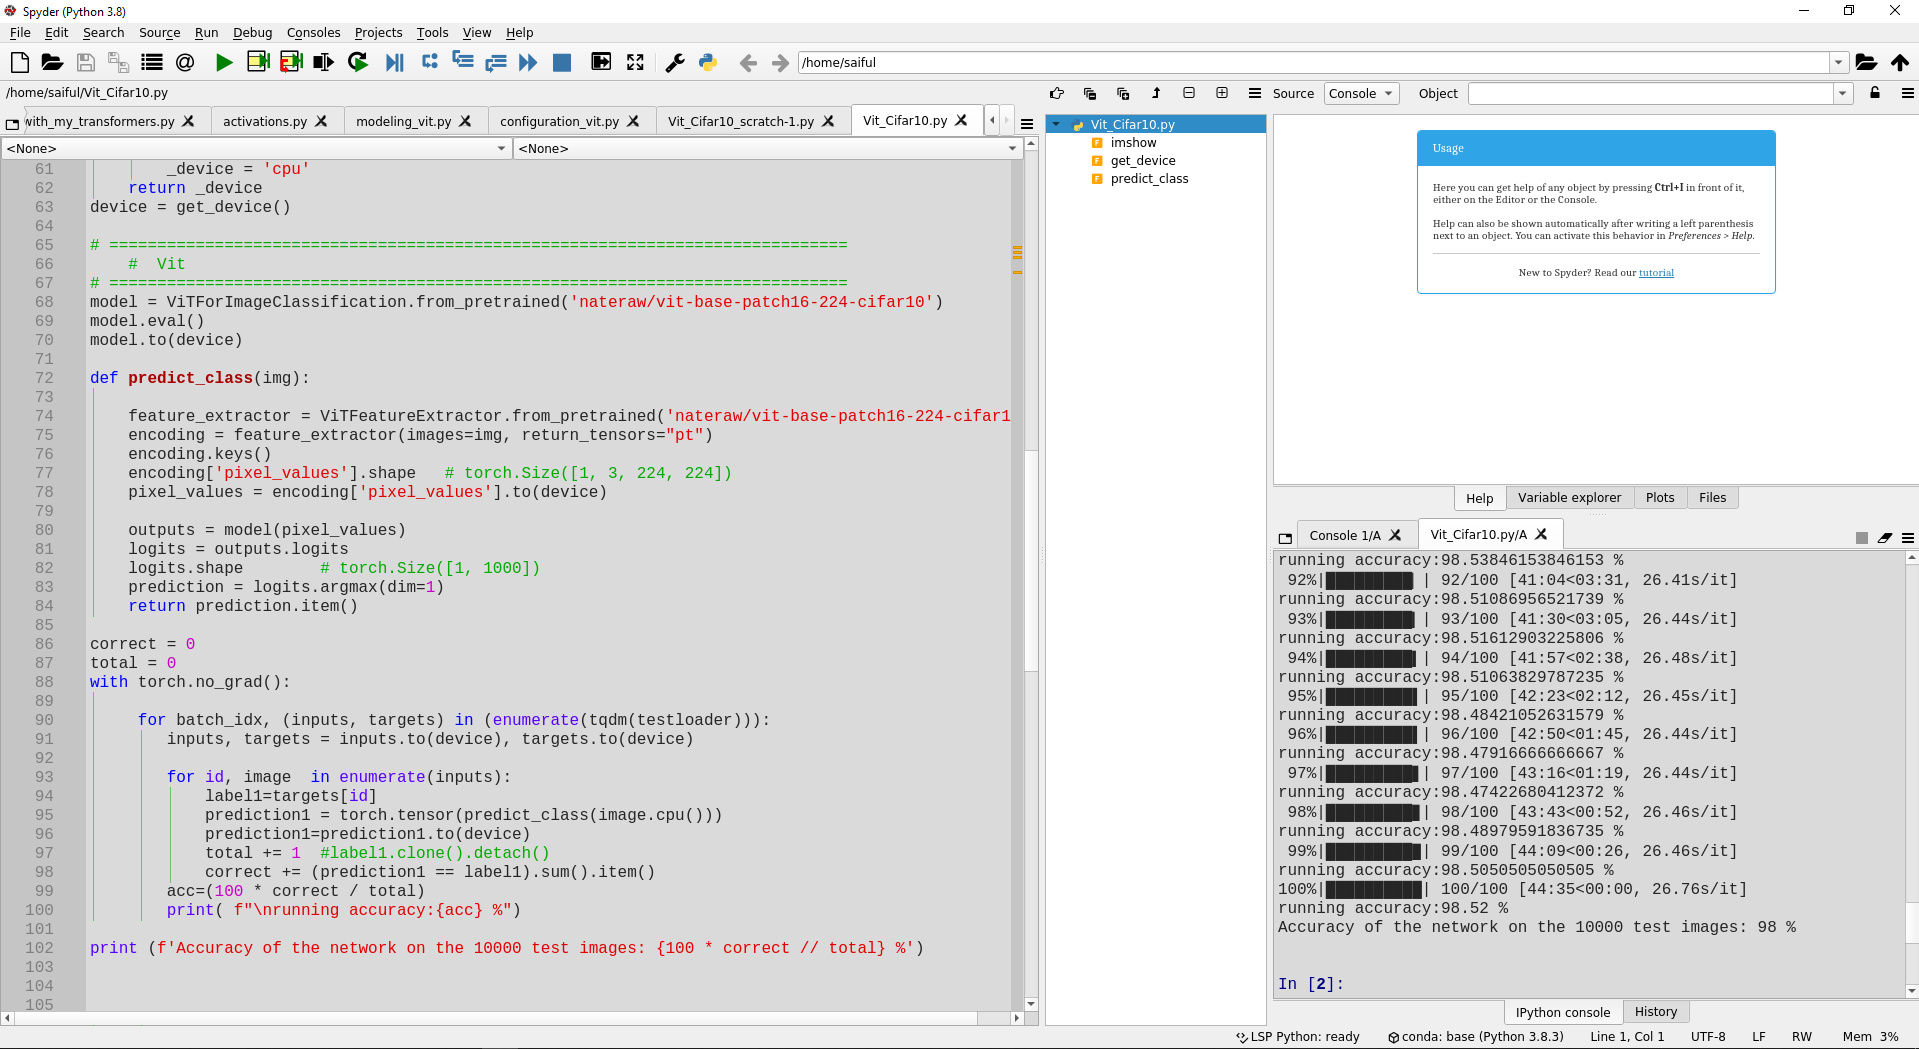 Spyder (Python 3.8)
File Edit Search Source Run Debug Consoles Projects Tools View Help
/home/saiful
/home/saiful/Vit_Cifar10.py
with_my_transformers.py
activations.py
modeling_vit.py
configuration_vit.py
Vit_Cifar10_scratch-1.py
Vit_Cifar10.py
<None>
<None>
61 _device = 'cpu'
62 return _device
63 device = get_device()
64
65 # =============================================================================
66 # Vit
67 # =============================================================================
68 model = ViTForImageClassification.from_pretrained('nateraw/vit-base-patch16-224-cifar10')
69 model.eval()
70 model.to(device)
71
72 def predict_class(img):
73
74 feature_extractor = ViTFeatureExtractor.from_pretrained('nateraw/vit-base-patch16-224-cifar1
75 encoding = feature_extractor(images=img, return_tensors="pt")
76 encoding.keys()
77 encoding['pixel_values'].shape # torch.Size([1, 3, 224, 224])
78 pixel_values = encoding['pixel_values'].to(device)
79
80 outputs = model(pixel_values)
81 logits = outputs.logits
82 logits.shape # torch.Size([1, 1000])
83 prediction = logits.argmax(dim=1)
84 return prediction.item()
85
86 correct = 0
87 total = 0
88 with torch.no_grad():
89
90 for batch_idx, (inputs, targets) in (enumerate(tqdm(testloader))):
91 inputs, targets = inputs.to(device), targets.to(device)
92
93 for id, image in enumerate(inputs):
94 label1=targets[id]
95 prediction1 = torch.tensor(predict_class(image.cpu()))
96 prediction1=prediction1.to(device)
97 total += 1 #label1.clone().detach()
98 correct += (prediction1 == label1).sum().item()
99 acc=(100 * correct / total)
100 print( f"\nrunning accuracy:{acc} %")
101
102 print (f'Accuracy of the network on the 10000 test images: {100 * correct // total} %')
103
104
105
Vit_Cifar10.py
imshow
get_device
predict_class
Source Console Object
Usage
Here you can get help of any object by pressing Ctrl+I in front of it,
either on the Editor or the Console.
Help can also be shown automatically after writing a left parenthesis
next to an object. You can activate this behavior in Preferences > Help.
New to Spyder? Read our tutorial
Help Variable explorer Plots Files
Console 1/A
Vit_Cifar10.py/A
running accuracy:98.53846153846153 %
92%| | 92/100 [41:04<03:31, 26.41s/it]
running accuracy:98.51086956521739 %
93%| | 93/100 [41:30<03:05, 26.44s/it]
running accuracy:98.51612903225806 %
94%| | 94/100 [41:57<02:38, 26.48s/it]
running accuracy:98.51063829787235 %
95%| | 95/100 [42:23<02:12, 26.45s/it]
running accuracy:98.48421052631579 %
96%| | 96/100 [42:50<01:45, 26.44s/it]
running accuracy:98.47916666666667 %
97%| | 97/100 [43:16<01:19, 26.44s/it]
running accuracy:98.47422680412372 %
98%| | 98/100 [43:43<00:52, 26.46s/it]
running accuracy:98.48979591836735 %
99%| | 99/100 [44:09<00:26, 26.46s/it]
running accuracy:98.5050505050505 %
100%| | 100/100 [44:35<00:00, 26.76s/it]
running accuracy:98.52 %
Accuracy of the network on the 10000 test images: 98 %
In [2]:
IPython console History
LSP Python: ready conda: base (Python 3.8.3) Line 1, Col 1 UTF-8 LF RW Mem 3%